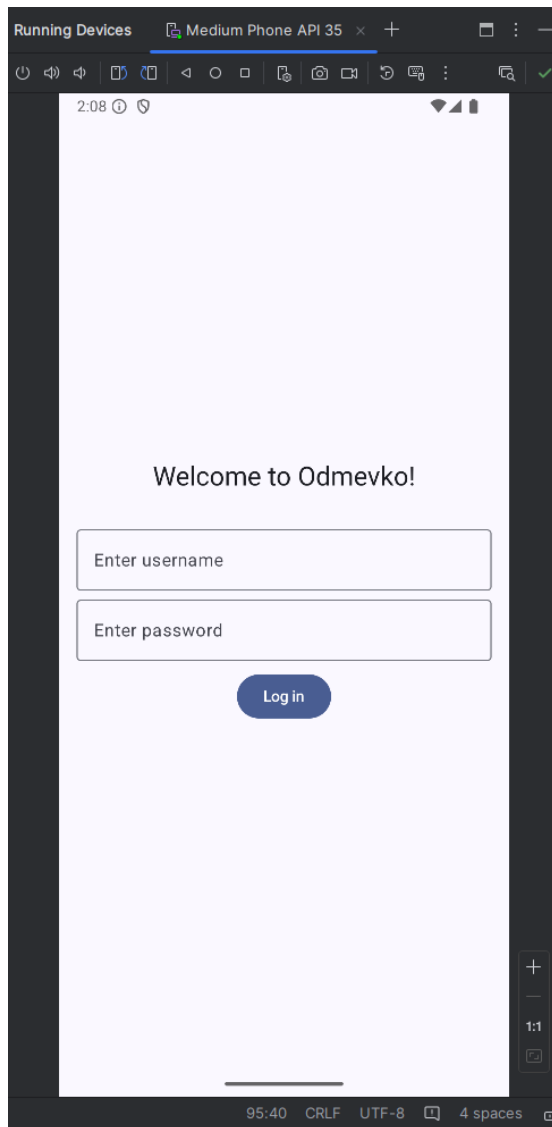 Running Devices Medium Phone API 35
2:08
Welcome to Odmevko!
Enter username
Enter password
Log in
1:1
95:40 CRLF UTF-8 4 spaces